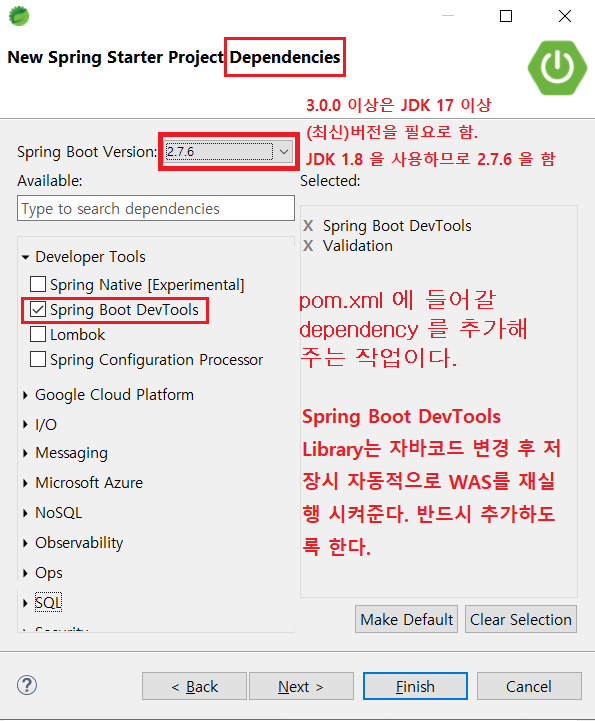 New Spring Starter Project Dependencies
3.0.0 이상은 JDK 17 이상
(최신)버전을 필요로 함.
JDK 1.8 을 사용하므로 2.7.6 을 함
Spring Boot Version: 2.7.6
Available:
Selected:
Type to search dependencies
X Spring Boot DevTools
X Validation
Developer Tools
Spring Native [Experimental]
Spring Boot DevTools
Lombok
Spring Configuration Processor
Google Cloud Platform
I/O
Messaging
Microsoft Azure
NoSQL
Observability
Ops
SQL
Security
pom.xml 에 들어갈
dependency 를 추가해
주는 작업이다.
Spring Boot DevTools
Library는 자바코드 변경 후 저
장시 자동적으로 WAS를 재실
행 시켜준다. 반드시 추가하도
록 한다.
Make Default
Clear Selection
?
< Back
Next >
Finish
Cancel